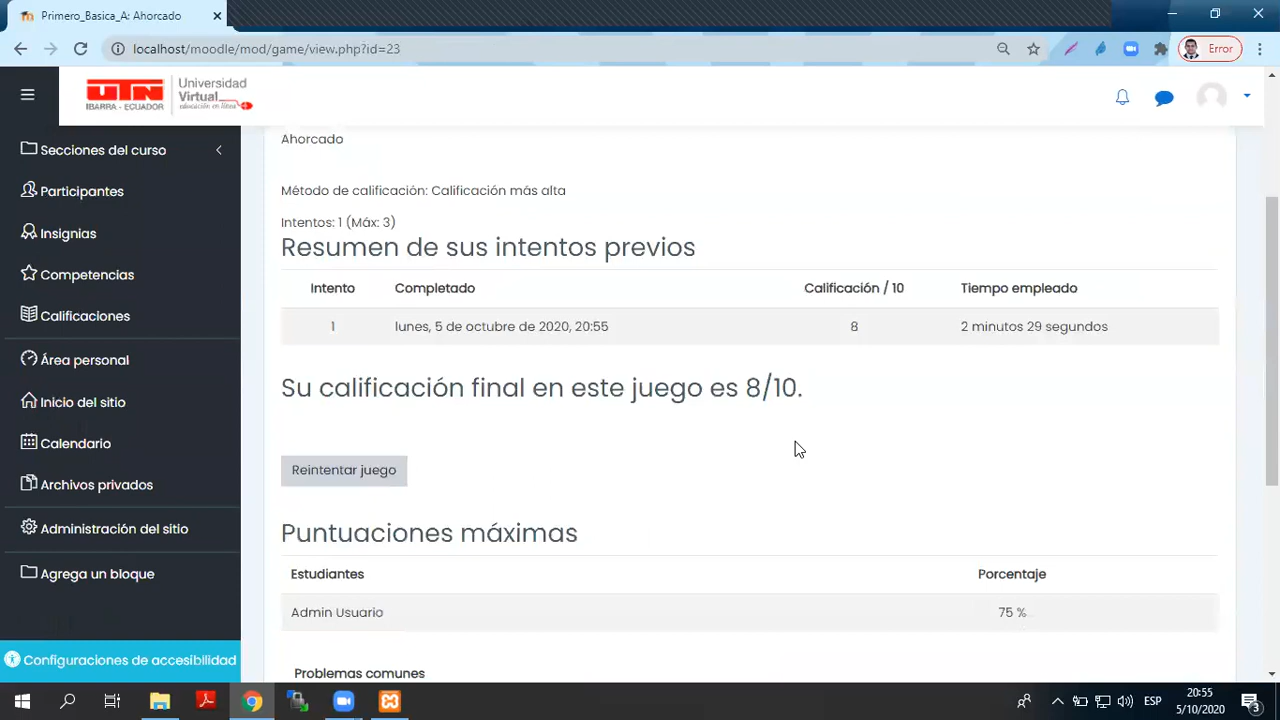 Primero_Basica_A: Ahorcado
localhost/moodle/mod/game/view.php?id=23
Error
UTN
IBARRA - ECUADOR
Universidad
Virtual
educación en línea
Secciones del curso
Participantes
Insignias
Competencias
Calificaciones
Área personal
Inicio del sitio
Calendario
Archivos privados
Administración del sitio
Agrega un bloque
Configuraciones de accesibilidad
Ahorcado
Método de calificación: Calificación más alta
Intentos: 1 (Máx: 3)
Resumen de sus intentos previos
Intento Completado Calificación / 10 Tiempo empleado
1 lunes, 5 de octubre de 2020, 20:55 8 2 minutos 29 segundos
Su calificación final en este juego es 8/10.
Reintentar juego
Puntuaciones máximas
Estudiantes Porcentaje
Admin Usuario 75 %
Problemas comunes
ESP
20:55
5/10/2020
3